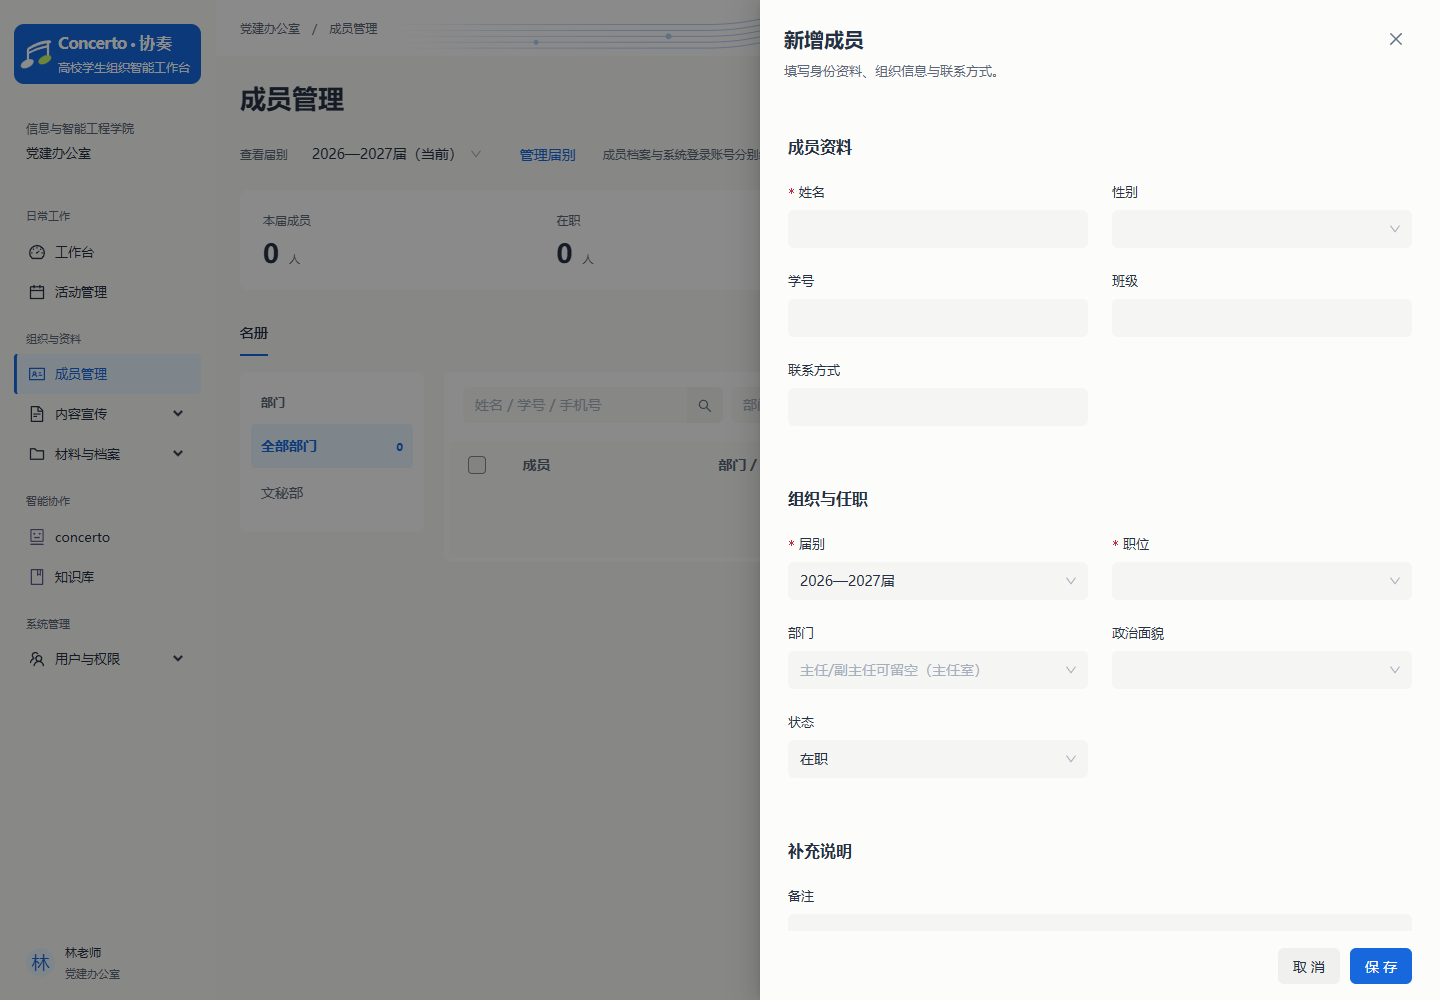 Concerto • 协奏
高校学生组织智能工作台
信息与智能工程学院
党建办公室
日常工作
工作台
活动管理
组织与资料
成员管理
内容宣传
材料与档案
智能协作
concerto
知识库
系统管理
用户与权限
林
林老师
党建办公室
党建办公室 / 成员管理
成员管理
查看届别 2026—2027届（当前） 管理届别 成员档案与系统登录账号分别
本届成员
0 人
在职
0 人
名册
部门
全部部门 0
文秘部
姓名 / 学号 / 手机号
成员 部门 /
新增成员
填写身份资料、组织信息与联系方式。
成员资料
* 姓名 性别
学号 班级
联系方式
组织与任职
* 届别 * 职位
2026—2027届
部门 政治面貌
主任/副主任可留空（主任室）
状态
在职
补充说明
备注
取 消 保 存